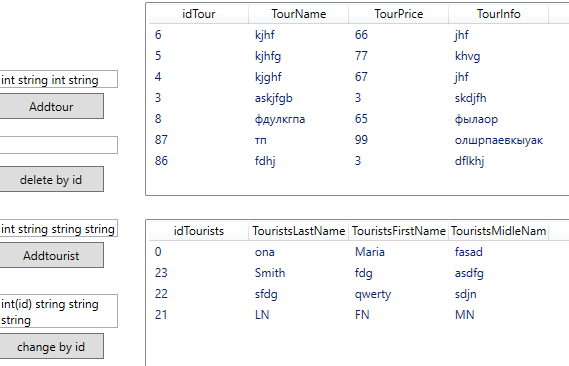 idTour TourName TourPrice TourInfo
6 kjhf 66 jhf
5 kjhfg 77 khvg
4 kjghf 67 jhf
3 askjfgb 3 skdjfh
8 фдулкгпа 65 фылаор
87 тп 99 олшрпаевкыуак
86 fdhj 3 dflkhj
int string int string
Addtour
delete by id
idTourists TouristsLastName TouristsFirstName TouristsMidleNam
0 ona Maria fasad
23 Smith fdg asdfg
22 sfdg qwerty sdjn
21 LN FN MN
int string string string
Addtourist
int(id) string string
string
change by id